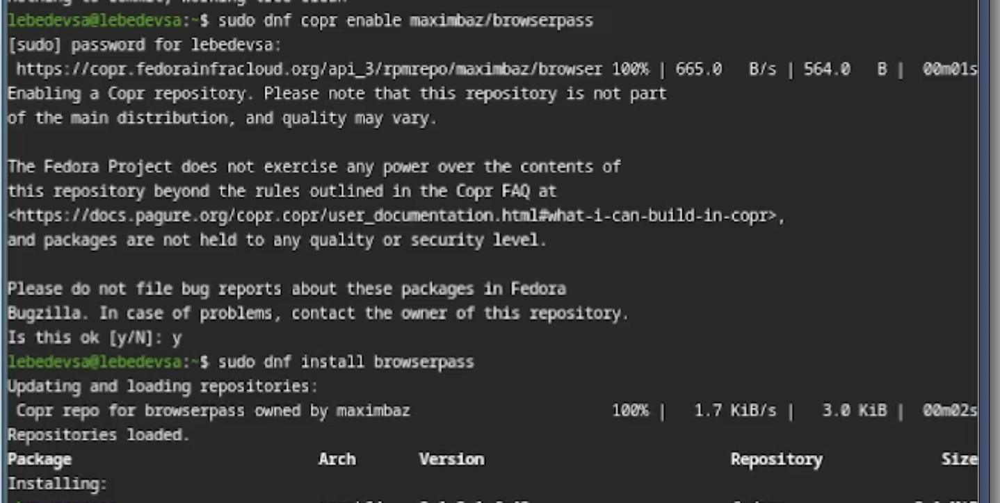 nothing to commit, working tree clean
lebedevsa@lebedevsa:~$ sudo dnf copr enable maximbaz/browserpass
[sudo] password for lebedevsa:
https://copr.fedorainfracloud.org/api_3/rpmrepo/maximbaz/browser 100% | 665.0 B/s | 564.0 B | 00m01s
Enabling a Copr repository. Please note that this repository is not part
of the main distribution, and quality may vary.
The Fedora Project does not exercise any power over the contents of
this repository beyond the rules outlined in the Copr FAQ at
<https://docs.pagure.org/copr.copr/user_documentation.html#what-i-can-build-in-copr>,
and packages are not held to any quality or security level.
Please do not file bug reports about these packages in Fedora
Bugzilla. In case of problems, contact the owner of this repository.
Is this ok [y/N]: y
lebedevsa@lebedevsa:~$ sudo dnf install browserpass
Updating and loading repositories:
Copr repo for browserpass owned by maximbaz 100% | 1.7 KiB/s | 3.0 KiB | 00m02s
Repositories loaded.
Package Arch Version Repository Size
Installing: